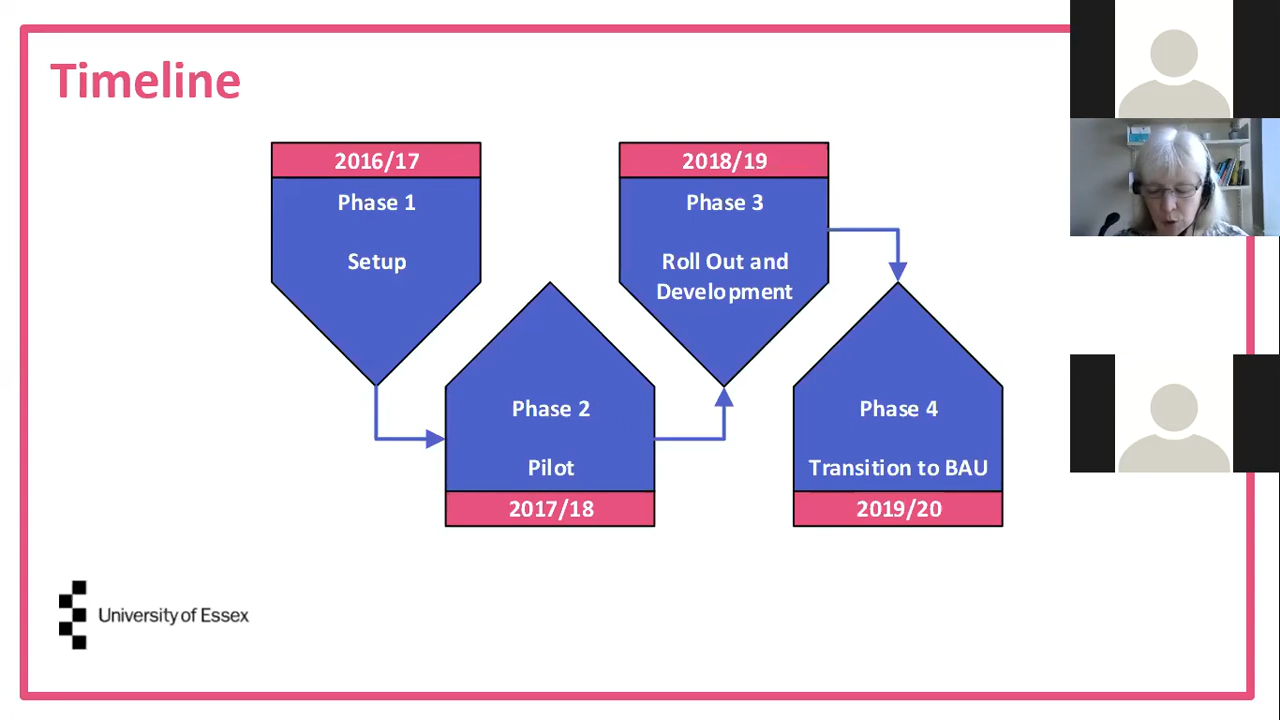 Timeline
2016/17
Phase 1
Setup
Phase 2
Pilot
2017/18
2018/19
Phase 3
Roll Out and
Development
Phase 4
Transition to BAU
2019/20
University of Essex